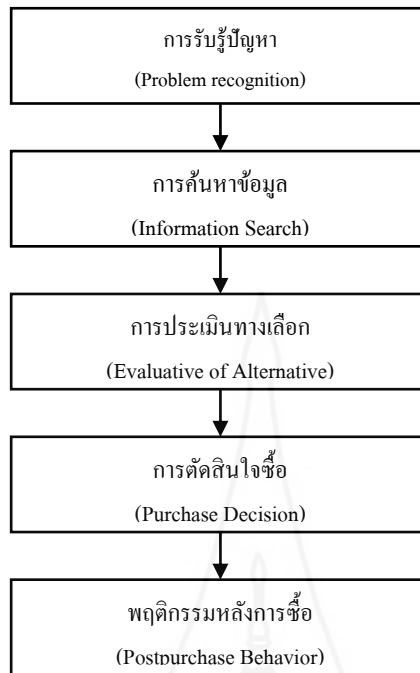 การรับรู้ปัญหา
(Problem recognition)
การค้นหาข้อมูล
(Information Search)
การประเมินทางเลือก
(Evaluative of Alternative)
การตัดสินใจซื้อ
(Purchase Decision)
พฤติกรรมหลังการซื้อ
(Postpurchase Behavior)